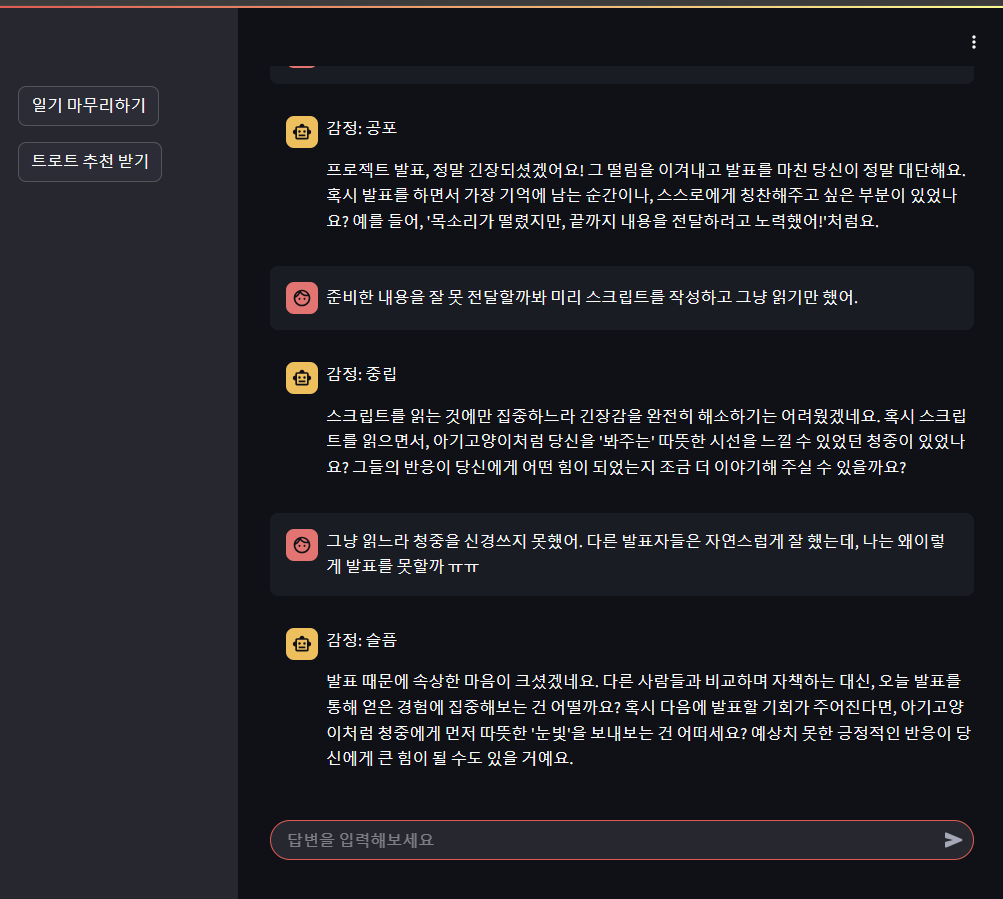 일기 마무리하기
트로트 추천 받기
감정: 공포
프로젝트 발표, 정말 긴장되셨겠어요! 그 떨림을 이겨내고 발표를 마친 당신이 정말 대단해요.
혹시 발표를 하면서 가장 기억에 남는 순간이나, 스스로에게 칭찬해주고 싶은 부분이 있었나
요? 예를 들어, '목소리가 떨렸지만, 끝까지 내용을 전달하려고 노력했어!'처럼요.
준비한 내용을 잘 못 전달할까봐 미리 스크립트를 작성하고 그냥 읽기만 했어.
감정: 중립
스크립트를 읽는 것에만 집중하느라 긴장감을 완전히 해소하기는 어려웠겠네요. 혹시 스크립
트를 읽으면서, 아기고양이처럼 당신을 '봐주는' 따뜻한 시선을 느낄 수 있었던 청중이 있었나
요? 그들의 반응이 당신에게 어떤 힘이 되었는지 조금 더 이야기해 주실 수 있을까요?
그냥 읽느라 청중을 신경쓰지 못했어. 다른 발표자들은 자연스럽게 잘 했는데, 나는 왜이렇
게 발표를 못할까 ㅠㅠ
감정: 슬픔
발표 때문에 속상한 마음이 크셨겠네요. 다른 사람들과 비교하며 자책하는 대신, 오늘 발표를
통해 얻은 경험에 집중해보는 건 어떨까요? 혹시 다음에 발표할 기회가 주어진다면, 아기고양
이처럼 청중에게 먼저 따뜻한 '눈빛'을 보내보는 건 어떠세요? 예상치 못한 긍정적인 반응이 당
신에게 큰 힘이 될 수도 있을 거예요.
답변을 입력해보세요